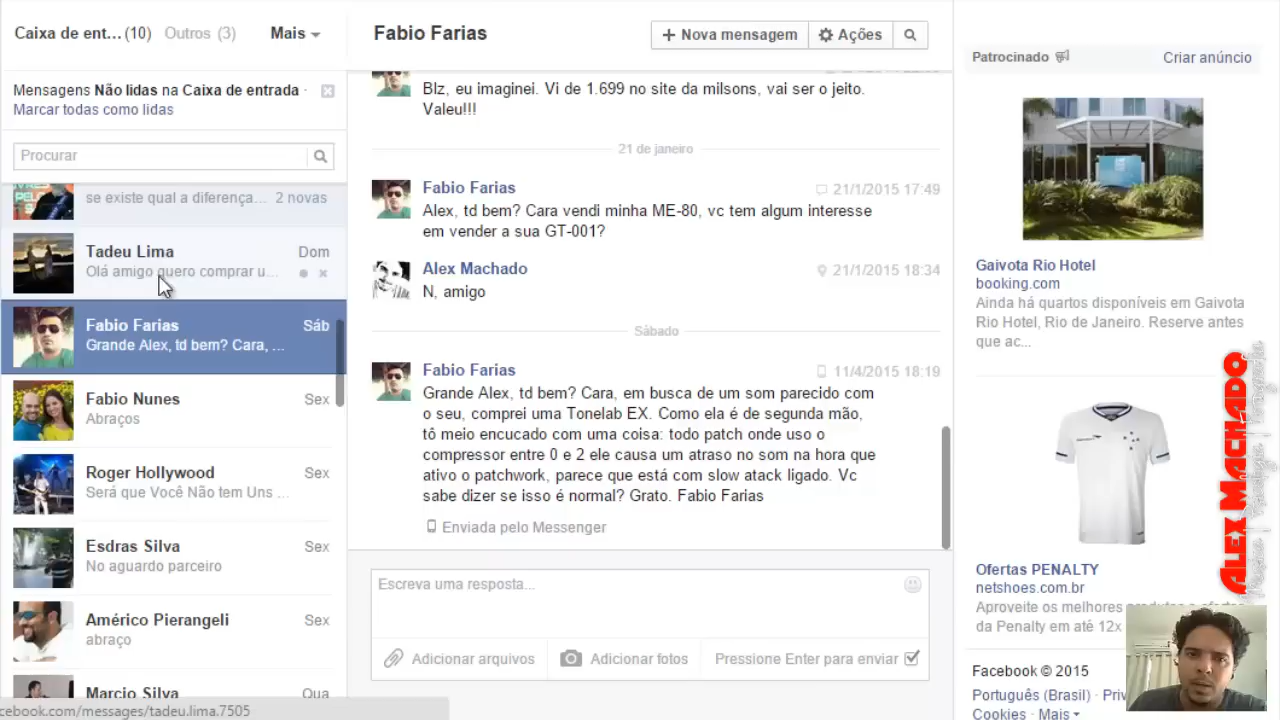 Caixa de ent... (10) Outros (3) Mais
Mensagens Não lidas na Caixa de entrada ·
Marcar todas como lidas
Procurar
se existe qual a diferença... 2 novas
Tadeu Lima Dom
Olá amigo quero comprar u...
Fabio Farias Sáb
Grande Alex, td bem? Cara, ...
Fabio Nunes Sex
Abraços
Roger Hollywood Sex
Será que Você Não tem Uns ...
Esdras Silva Sex
No aguardo parceiro
Américo Pierangeli Sex
abraço
Marcio Silva Qua
cebook.com/messages/tadeu.lima.7505
Fabio Farias
Nova mensagem Ações
Blz, eu imaginei. Vi de 1.699 no site da milsons, vai ser o jeito.
Valeu!!!
21 de janeiro
Fabio Farias 21/1/2015 17:49
Alex, td bem? Cara vendi minha ME-80, vc tem algum interesse
em vender a sua GT-001?
Alex Machado 21/1/2015 18:34
N, amigo
Sábado
Fabio Farias 11/4/2015 18:19
Grande Alex, td bem? Cara, em busca de um som parecido com
o seu, comprei uma Tonelab EX. Como ela é de segunda mão,
tô meio encucado com uma coisa: todo patch onde uso o
compressor entre 0 e 2 ele causa um atraso no som na hora que
ativo o patchwork, parece que está com slow atack ligado. Vc
sabe dizer se isso é normal? Grato. Fabio Farias
Enviada pelo Messenger
Escreva uma resposta...
Adicionar arquivos Adicionar fotos Pressione Enter para enviar
Patrocinado Criar anúncio
Gaivota Rio Hotel
booking.com
Ainda há quartos disponíveis em Gaivota
Rio Hotel, Rio de Janeiro. Reserve antes
que ac...
Ofertas PENALTY
netshoes.com.br
Aproveite os melhores produtos e ofertas
da Penalty em até 12x
Facebook © 2015
Português (Brasil) · Priv
Cookies · Mais
ALEX MACHADO